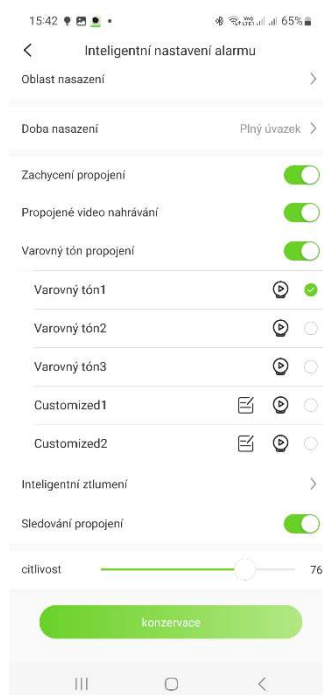 15:42 65%
Inteligentní nastavení alarmu
Oblast nasazení
Doba nasazení Plný úvazek
Zachycení propojení
Propojené video nahrávání
Varovný tón propojení
Varovný tón1
Varovný tón2
Varovný tón3
Customized1
Customized2
Inteligentní ztlumení
Sledování propojení
citlivost 76
konzervace